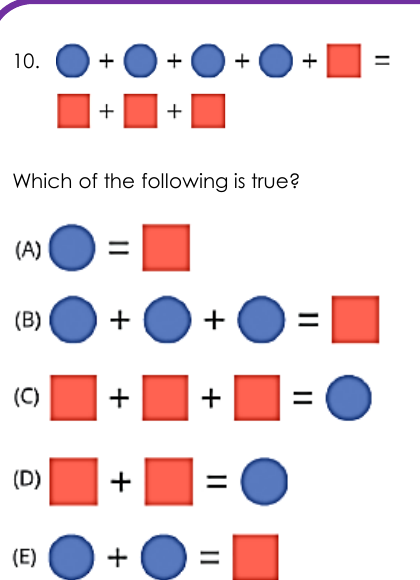 10. + + + + =
+ +
Which of the following is true?
(A) =
(B) + + =
(C) + + =
(D) + =
(E) + =